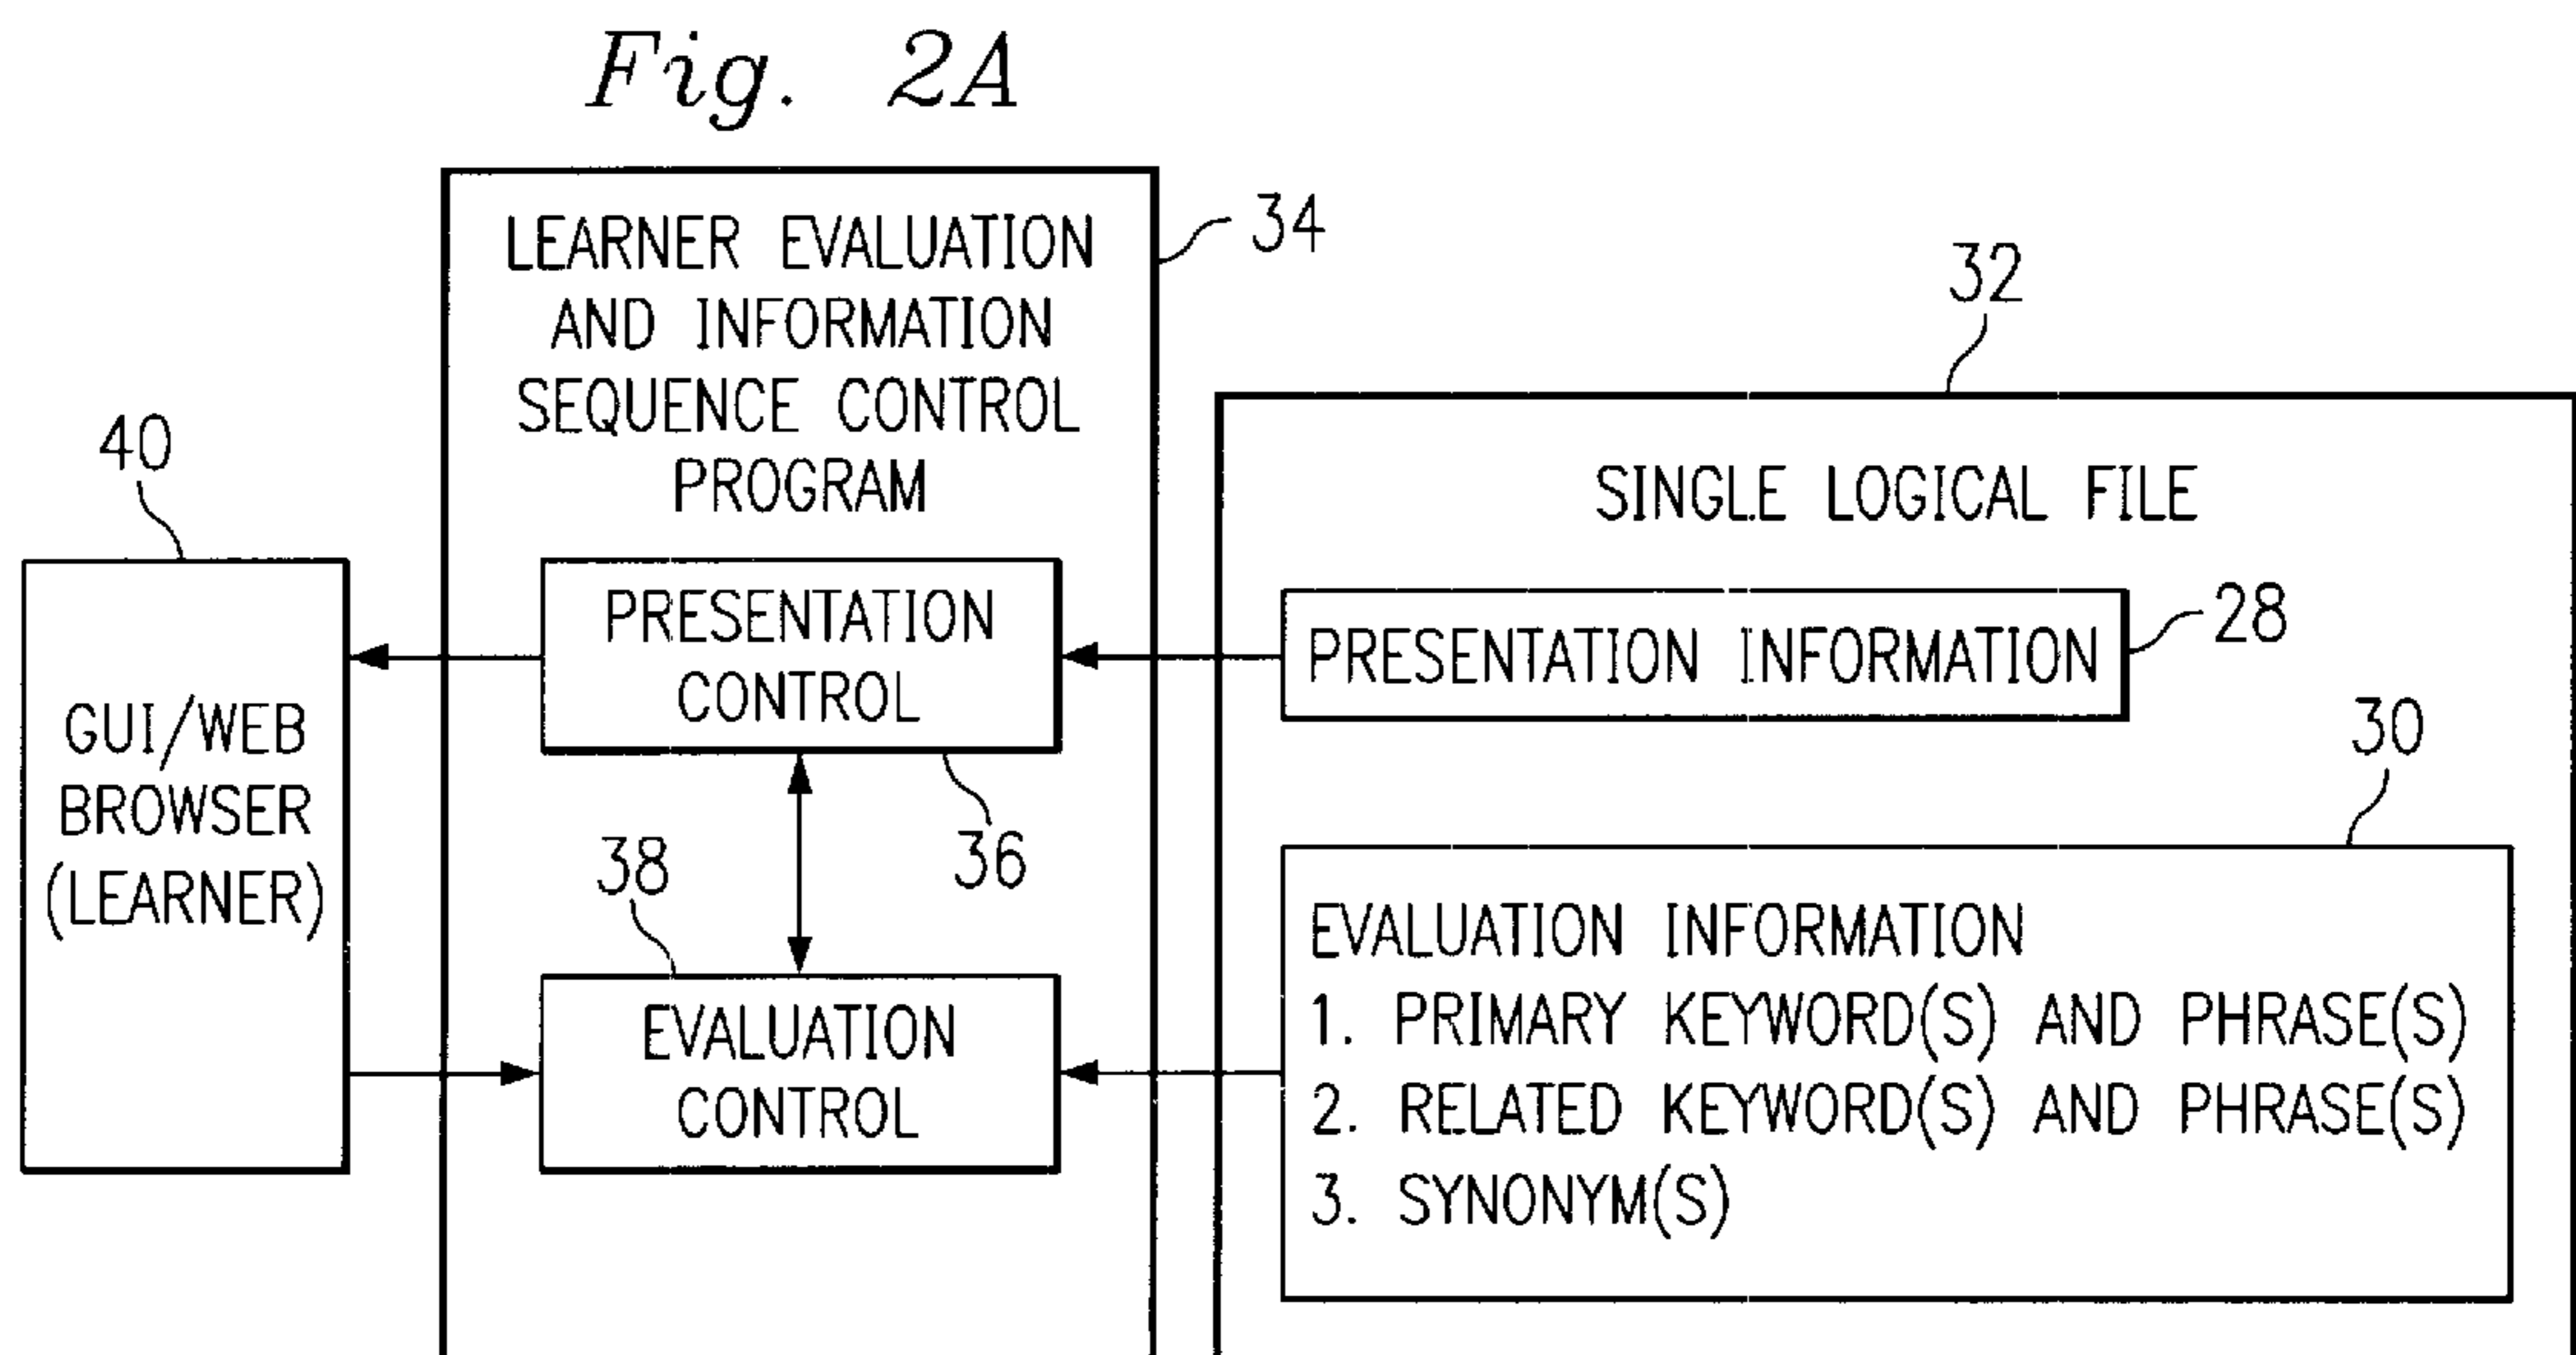 Fig. 2A
LEARNER EVALUATION
AND INFORMATION
SEQUENCE CONTROL
PROGRAM
34
32
SINGLE LOGICAL FILE
40
GUI/WEB
BROWSER
(LEARNER)
PRESENTATION
CONTROL
36
PRESENTATION INFORMATION
28
38
EVALUATION
CONTROL
30
EVALUATION INFORMATION
1. PRIMARY KEYWORD(S) AND PHRASE(S)
2. RELATED KEYWORD(S) AND PHRASE(S)
3. SYNONYM(S)